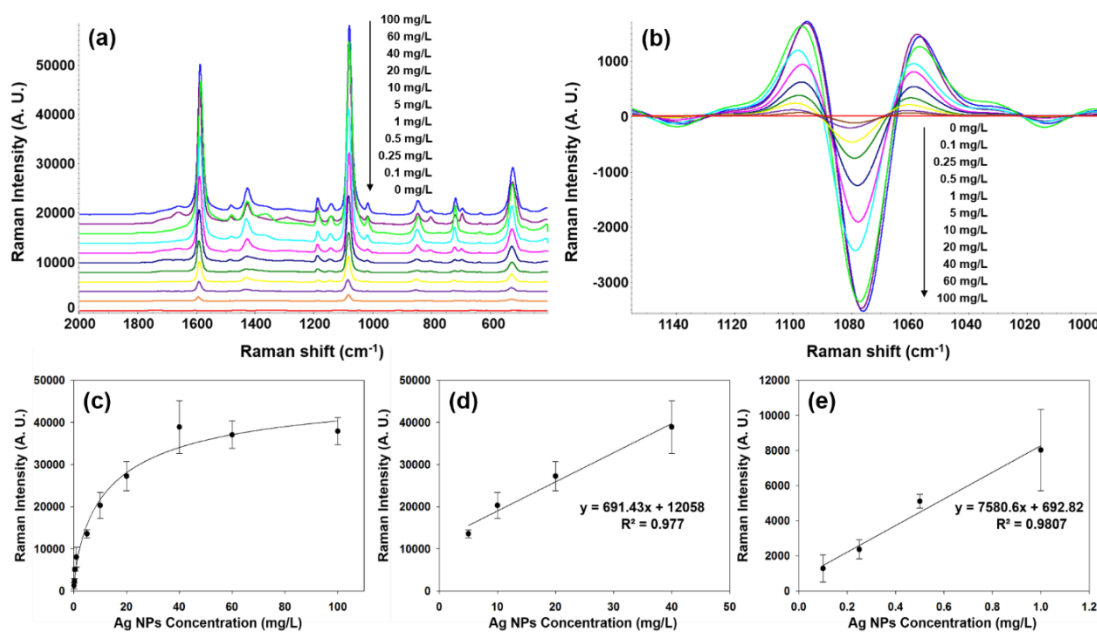 (a)
100 mg/L
60 mg/L
40 mg/L
20 mg/L
10 mg/L
5 mg/L
1 mg/L
0.5 mg/L
0.25 mg/L
0.1 mg/L
0 mg/L
Raman Intensity (A. U.)
50000
40000
30000
20000
10000
0
2000 1800 1600 1400 1200 1000 800 600
Raman shift (cm⁻¹)
(b)
0 mg/L
0.1 mg/L
0.25 mg/L
0.5 mg/L
1 mg/L
5 mg/L
10 mg/L
20 mg/L
40 mg/L
60 mg/L
100 mg/L
Raman Intensity (A. U.)
1000
0
-1000
-2000
-3000
1140 1120 1100 1080 1060 1040 1020 1000
Raman shift (cm⁻¹)
(c)
Raman Intensity (A. U.)
50000
40000
30000
20000
10000
0
0 20 40 60 80 100
Ag NPs Concentration (mg/L)
(d)
Raman Intensity (A. U.)
50000
40000
30000
20000
10000
0
0 10 20 30 40 50
Ag NPs Concentration (mg/L)
y = 691.43x + 12058
R² = 0.977
(e)
Raman Intensity (A. U.)
12000
10000
8000
6000
4000
2000
0
0.0 0.2 0.4 0.6 0.8 1.0 1.2
Ag NPs Concentration (mg/L)
y = 7580.6x + 692.82
R² = 0.9807